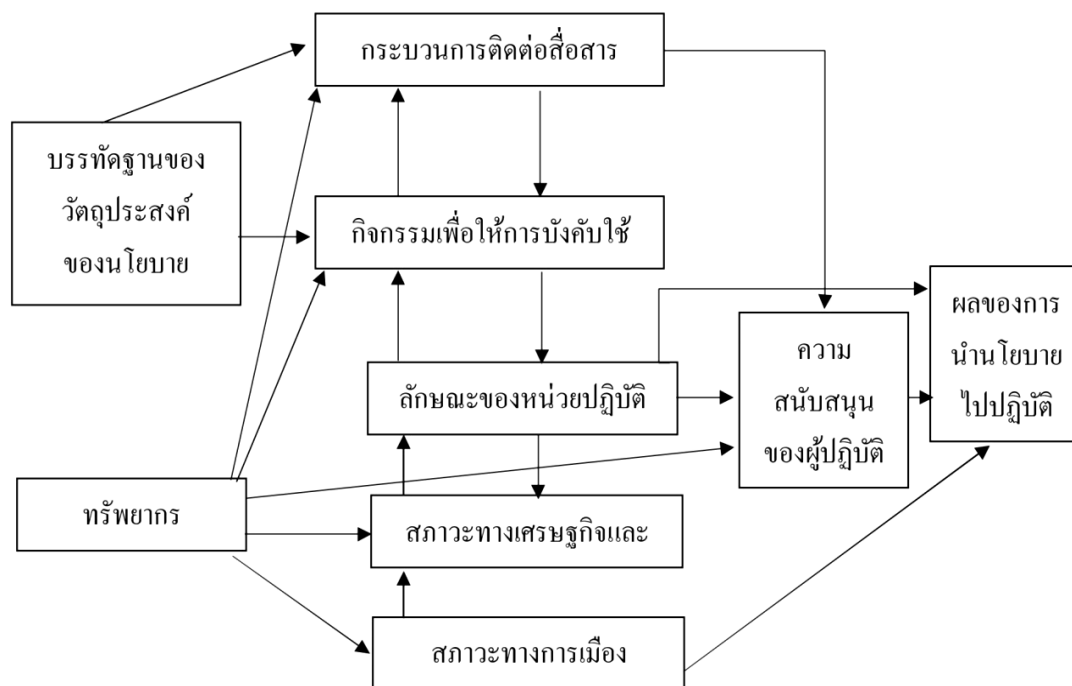 กระบวนการติดต่อสื่อสาร
บรรทัดฐานของ
วัตถุประสงค์
ของนโยบาย
กิจกรรมเพื่อให้การบังคับใช้
ลักษณะของหน่วยปฏิบัติ
ความ
สนับสนุน
ของผู้ปฏิบัติ
ผลของการ
นำนโยบาย
ไปปฏิบัติ
ทรัพยากร
สภาวะทางเศรษฐกิจและ
สภาวะทางการเมือง